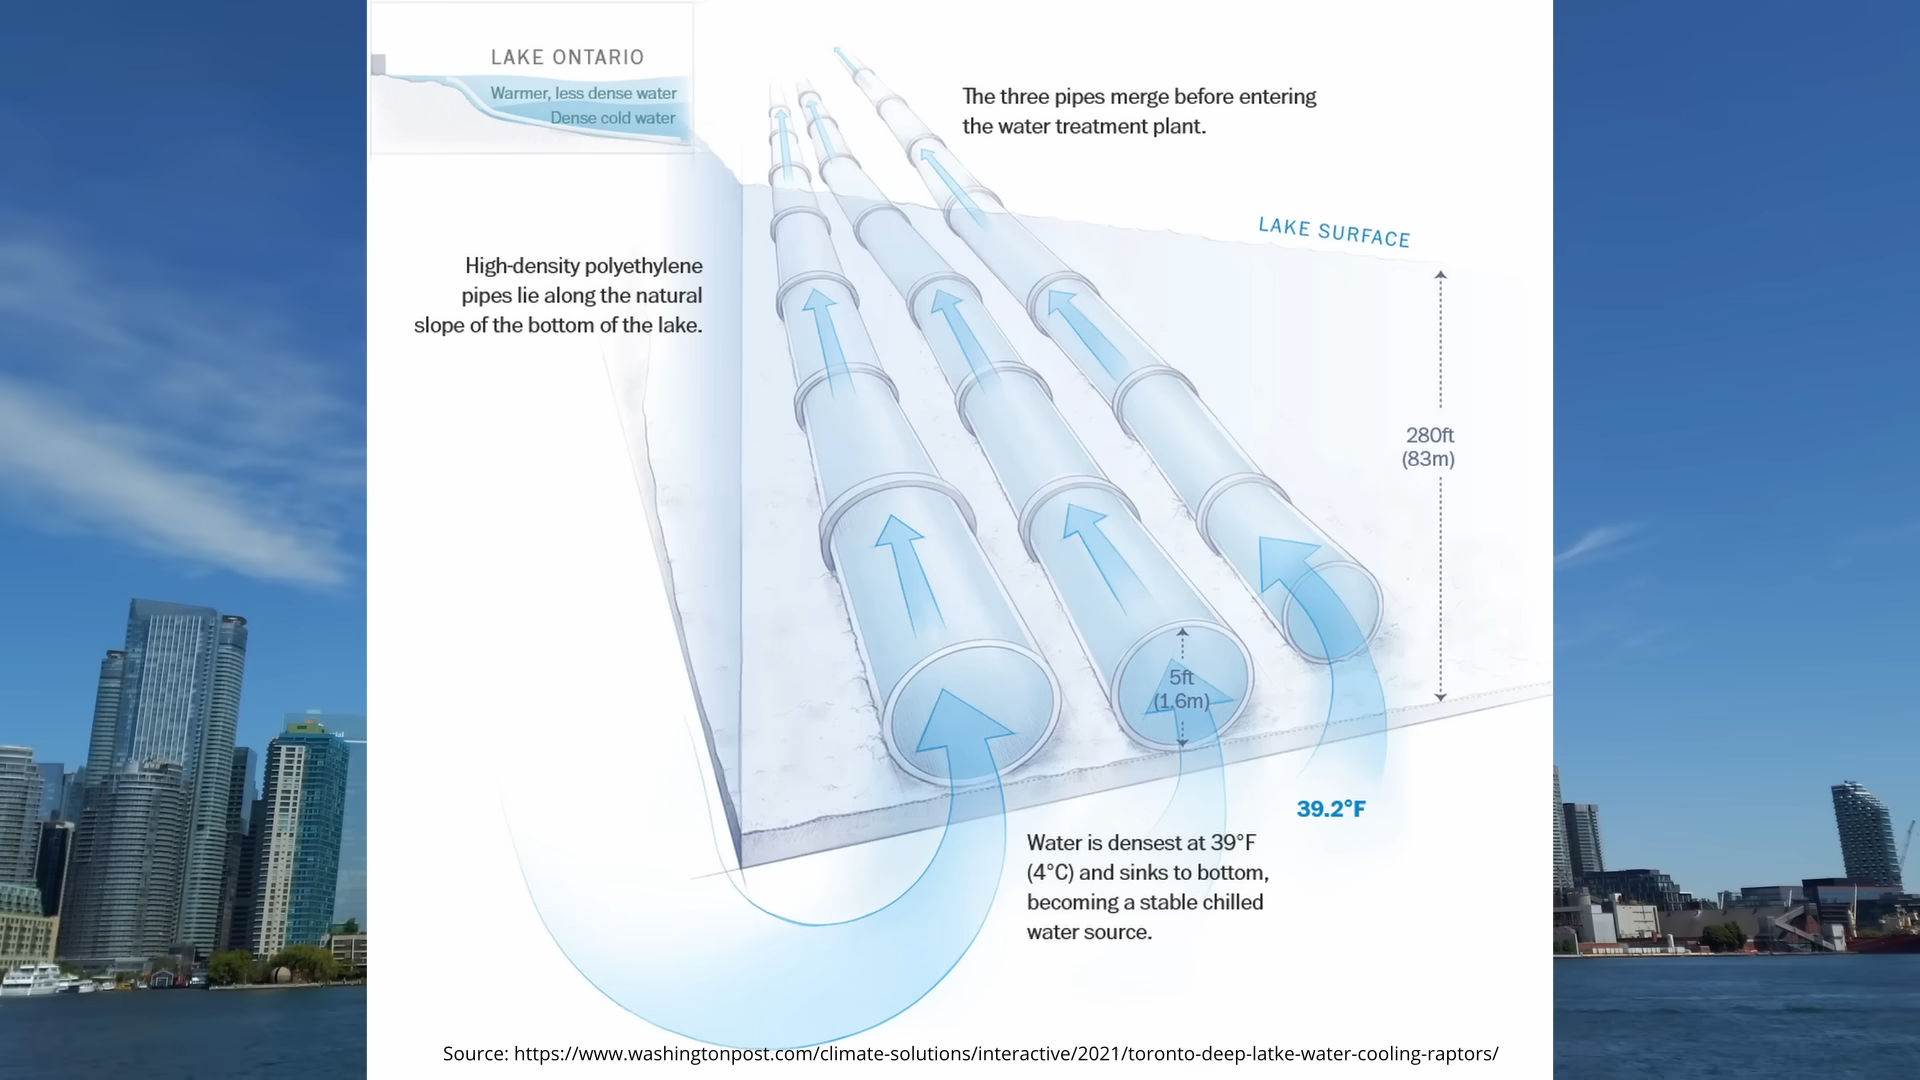 LAKE ONTARIO
Warmer, less dense water
Dense cold water
The three pipes merge before entering
the water treatment plant.
LAKE SURFACE
High-density polyethylene
pipes lie along the natural
slope of the bottom of the lake.
280ft
(83m)
5ft
(1.6m)
39.2°F
Water is densest at 39°F
(4°C) and sinks to bottom,
becoming a stable chilled
water source.
Source: https://www.washingtonpost.com/climate-solutions/interactive/2021/toronto-deep-latke-water-cooling-raptors/